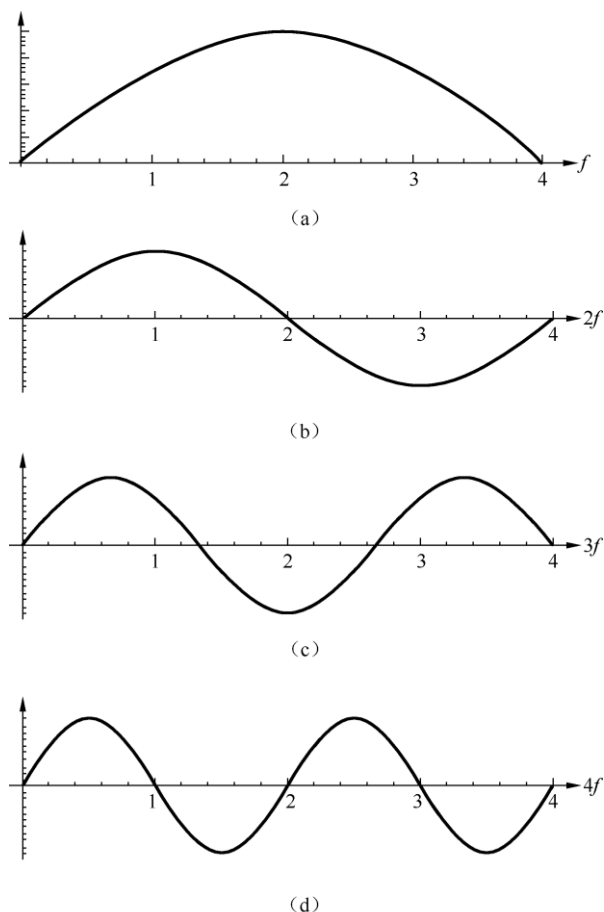 1 2 3 4 f
（a）
1 2 3 4 2f
（b）
1 2 3 4 3f
（c）
1 2 3 4 4f
（d）